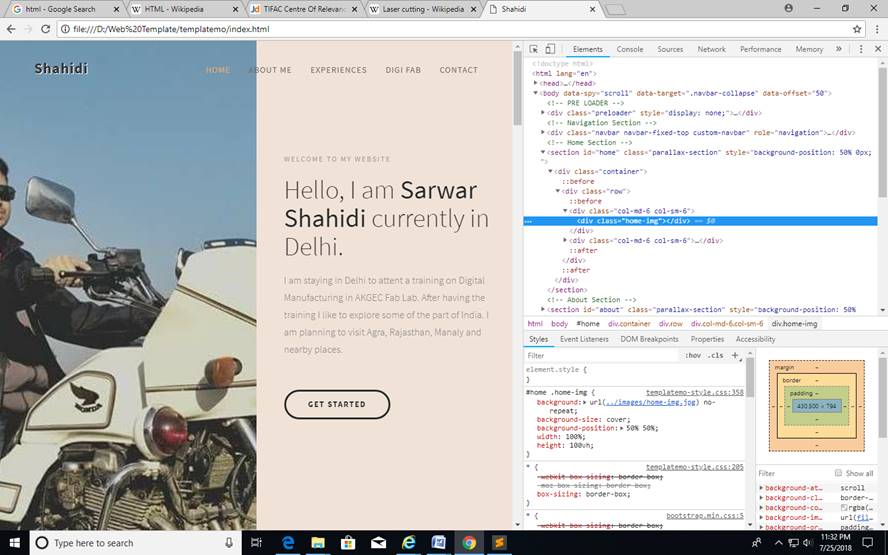 html - Google Search
HTML - Wikipedia
TIFAC Centre Of Relevanc
Laser cutting - Wikipedia
Shahidi
file:///D:/Web%20Template/templatemo/index.html
Shahidi
HOME ABOUT ME EXPERIENCES DIGI FAB CONTACT
WELCOME TO MY WEBSITE
Hello, I am Sarwar
Shahidi currently in
Delhi.
I am staying in Delhi to attent a training on Digital
Manufacturing in AKGEC Fab Lab. After having the
training I like to explore some of the part of India. I
am planning to visit Agra, Rajasthan, Manaly and
nearby places.
GET STARTED
Elements Console Sources Network Performance Memory »
<!doctype html>
<html lang="en">
<head>…</head>
<body data-spy="scroll" data-target=".navbar-collapse" data-offset="50">
<!-- PRE LOADER -->
<div class="preloader" style="display: none;">…</div>
<!-- Navigation Section -->
<div class="navbar navbar-fixed-top custom-navbar" role="navigation">…</div>
<!-- Home Section -->
<section id="home" class="parallax-section" style="background-position: 50% 0px;
">
<div class="container">
::before
<div class="row">
::before
<div class="col-md-6 col-sm-6">
… <div class="home-img"></div> == $0
</div>
<div class="col-md-6 col-sm-6">…</div>
::after
</div>
::after
</div>
</section>
<!-- About Section -->
<section id="about" class="parallax-section" style="background-position: 50%
html body #home div.container div.row div.col-md-6.col-sm-6 div.home-img
Styles Event Listeners DOM Breakpoints Properties Accessibility
Filter :hov .cls +
element.style {
}
#home .home-img { templatemo-style.css:358
background: url(../images/home-img.jpg) no-
repeat;
background-size: cover;
background-position: 50% 50%;
width: 100%;
height: 100vh;
}
* { templatemo-style.css:205
-webkit-box-sizing: border-box;
-moz-box-sizing: border-box;
box-sizing: border-box;
}
* { bootstrap.min.css:5
-webkit-box-sizing: border-box;
margin -
border -
padding -
430.500 × 794
Filter Show all
background-at… scroll
background-cl… border-…
background-co… rgba(
background-im… url(fil…
background-or… padding…
Type here to search
11:32 PM
7/25/2018